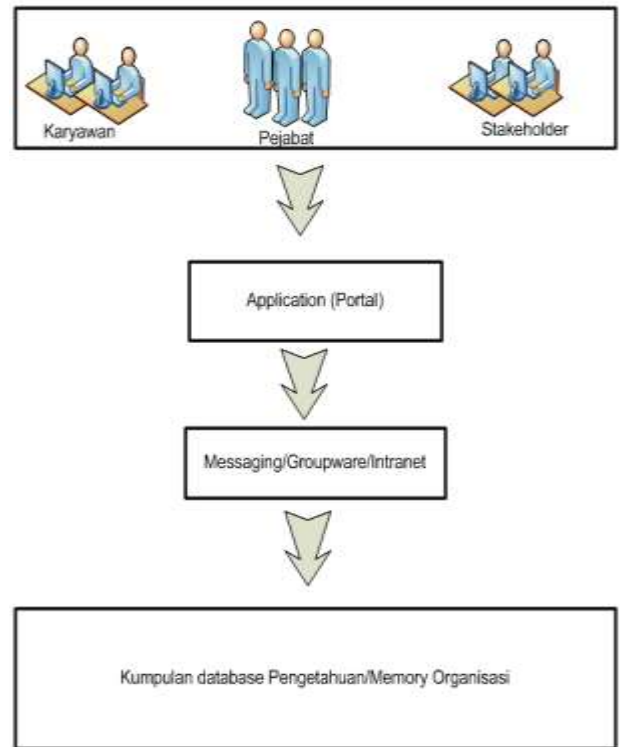 Karyawan
Pejabat
Stakeholder
Application (Portal)
Messaging/Groupware/Intranet
Kumpulan database Pengetahuan/Memory Organisasi